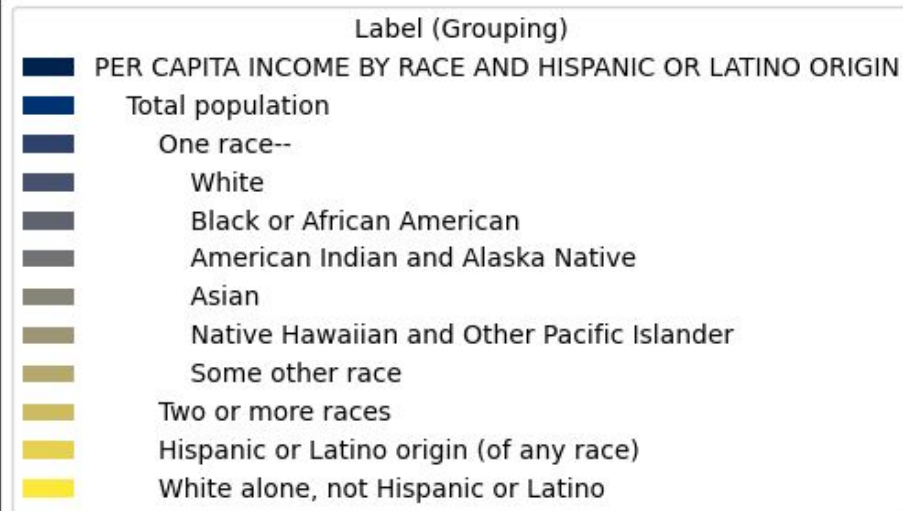 Label (Grouping)
PER CAPITA INCOME BY RACE AND HISPANIC OR LATINO ORIGIN
Total population
One race--
White
Black or African American
American Indian and Alaska Native
Asian
Native Hawaiian and Other Pacific Islander
Some other race
Two or more races
Hispanic or Latino origin (of any race)
White alone, not Hispanic or Latino